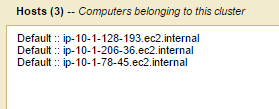 Hosts (3) -- Computers belonging to this cluster
Default :: ip-10-1-128-193.ec2.internal
Default :: ip-10-1-206-36.ec2.internal
Default :: ip-10-1-78-45.ec2.internal